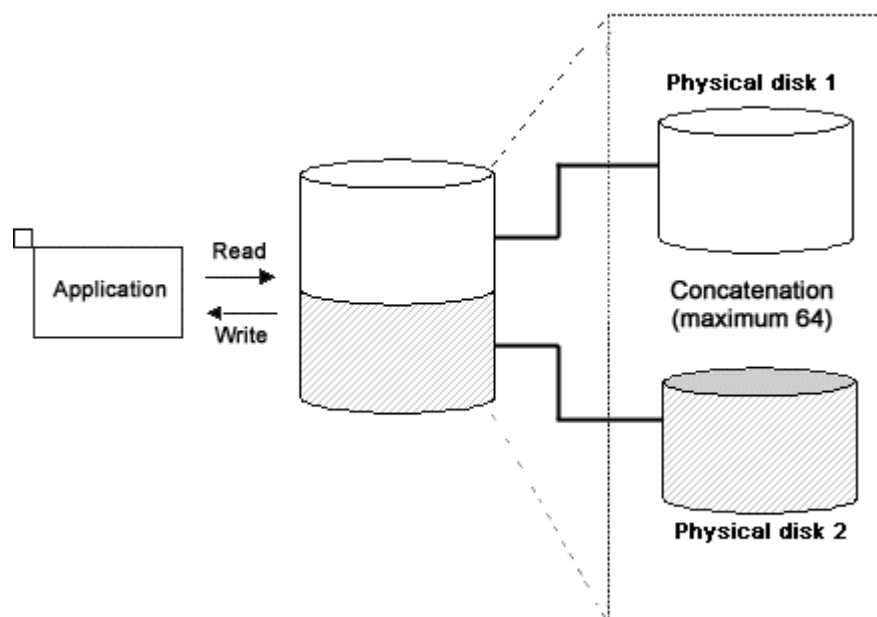 Physical disk 1
Read
Application
Write
Concatenation
(maximum 64)
Physical disk 2